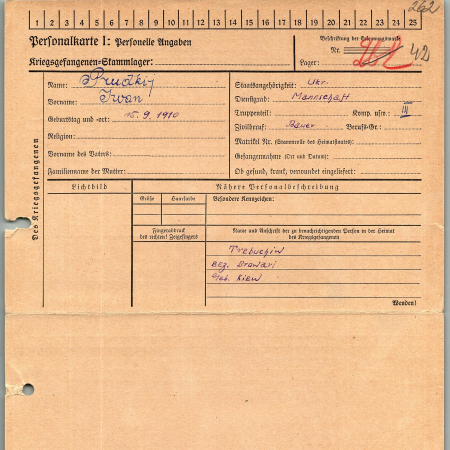 262
1 2 3 4 5 6 7 8 9 10 11 12 13 14 15 16 17 18 19 20 21 22 23 24 25
Personalkarte I: Personelle Angaben
Kriegsgefangenen-Stammlager:
Beschriftung der Erkennungsmarke
Nr.
Lager:
Des Kriegsgefangenen
Name:
Vorname: Iwan
Geburtstag und -ort: 15.9.1910
Religion:
Vorname des Vaters:
Familienname der Mutter:
Staatsangehörigkeit: Ukr.
Dienstgrad: Mannschaft
Truppenteil: Komp. usw.: III
Zivilberuf: Bauer Berufs-Gr.:
Matrikel Nr. (Stammrolle des Heimatstaates):
Gefangennahme (Ort und Datum):
Ob gesund, krank, verwundet eingeliefert:
Lichtbild
Nähere Personalbeschreibung
Größe Haarfarbe Besondere Kennzeichen:
Fingerabdruck
des rechten! Zeigefingers
Name und Anschrift der zu benachrichtigenden Person in der Heimat
des Kriegsgefangenen
Trebuchiw
Bez. Browari
Geb. Kiew
Wenden!